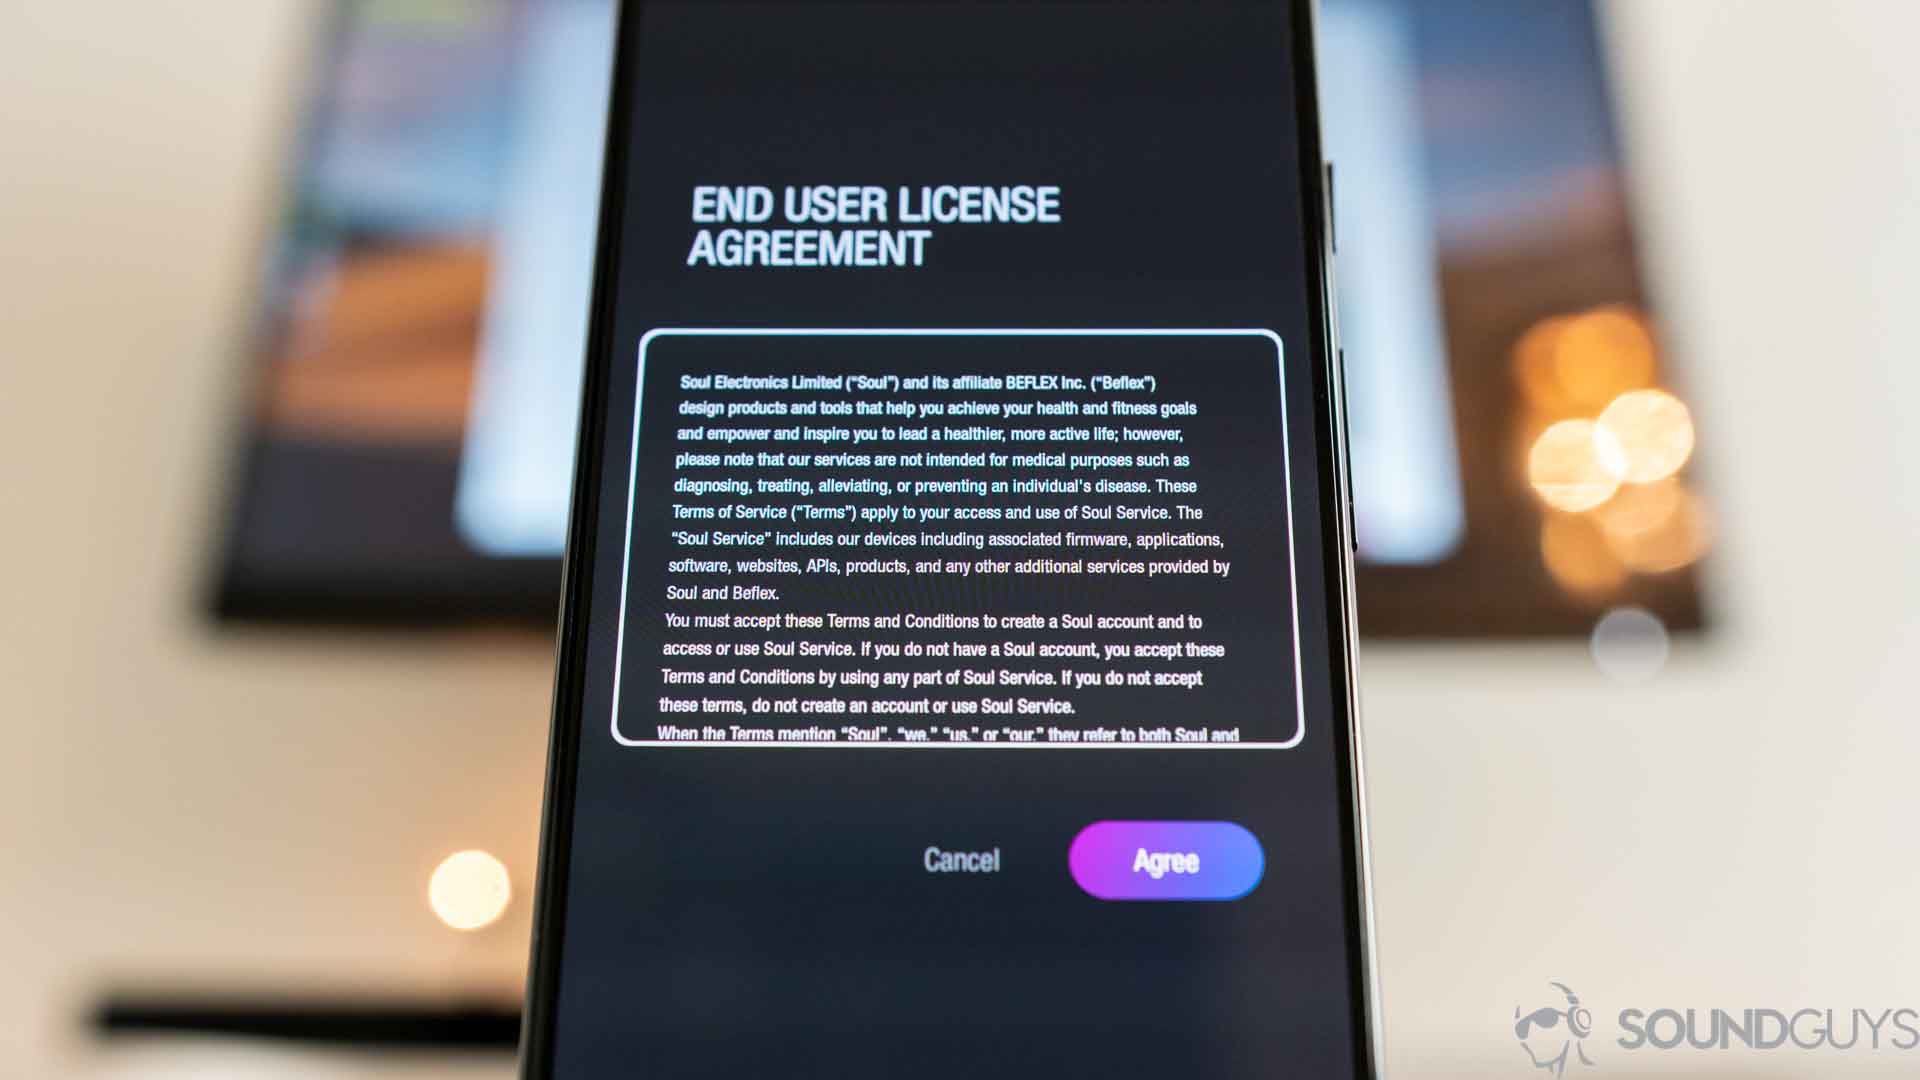 END USER LICENSE
AGREEMENT
Soul Electronics Limited (“Soul”) and its affiliate BEFLEX Inc. (“Beflex”)
design products and tools that help you achieve your health and fitness goals
and empower and inspire you to lead a healthier, more active life; however,
please note that our services are not intended for medical purposes such as
diagnosing, treating, alleviating, or preventing an individual's disease. These
Terms of Service (“Terms”) apply to your access and use of Soul Service. The
“Soul Service” includes our devices including associated firmware, applications,
software, websites, APIs, products, and any other additional services provided by
Soul and Beflex.
You must accept these Terms and Conditions to create a Soul account and to
access or use Soul Service. If you do not have a Soul account, you accept these
Terms and Conditions by using any part of Soul Service. If you do not accept
these terms, do not create an account or use Soul Service.
When the Terms mention “Soul”, “we,” “us,” or “our,” they refer to both Soul and
Cancel
Agree
SOUNDGUYS